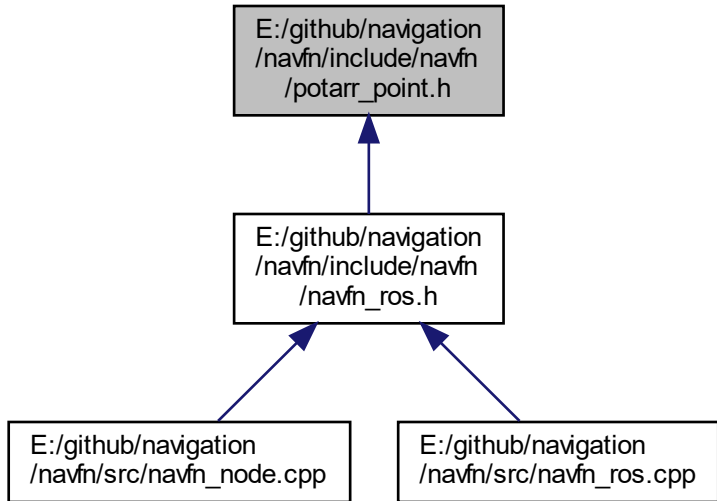 E:/github/navigation
/navfn/include/navfn
/potarr_point.h
E:/github/navigation
/navfn/include/navfn
/navfn_ros.h
E:/github/navigation
/navfn/src/navfn_node.cpp
E:/github/navigation
/navfn/src/navfn_ros.cpp